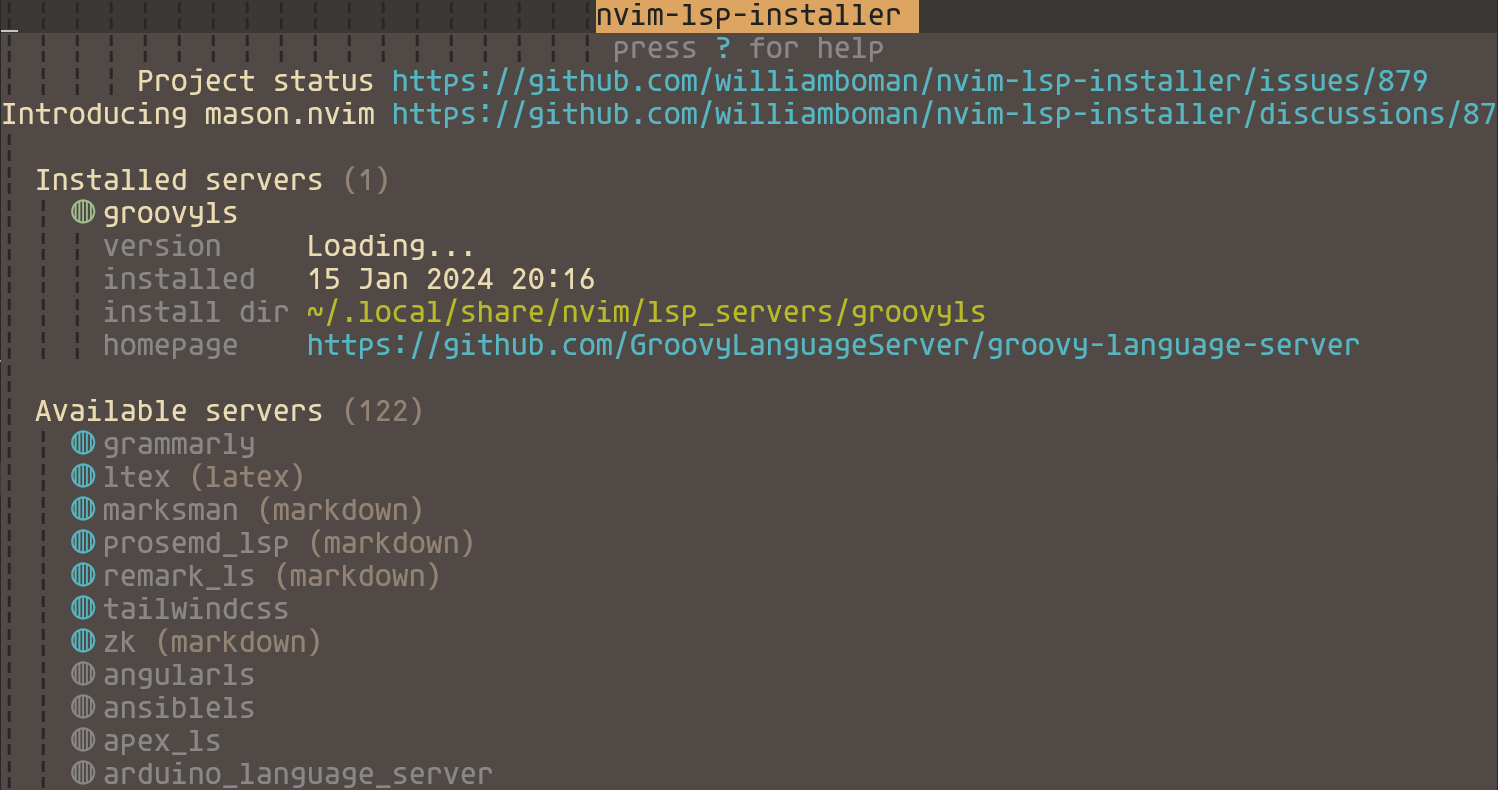 nvim-lsp-installer
press ? for help
Project status https://github.com/williamboman/nvim-lsp-installer/issues/879
Introducing mason.nvim https://github.com/williamboman/nvim-lsp-installer/discussions/87
Installed servers (1)
groovyls
version Loading...
installed 15 Jan 2024 20:16
install dir ~/.local/share/nvim/lsp_servers/groovyls
homepage https://github.com/GroovyLanguageServer/groovy-language-server
Available servers (122)
grammarly
ltex (latex)
marksman (markdown)
prosemd_lsp (markdown)
remark_ls (markdown)
tailwindcss
zk (markdown)
angularls
ansiblels
apex_ls
arduino_language_server